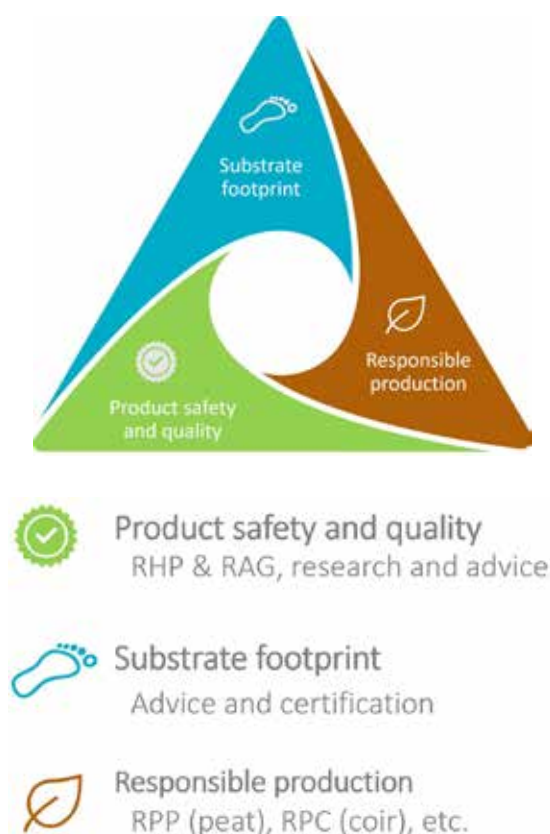 Substrate
footprint
Responsible
production
Product safety
and quality
Product safety and quality
RHP & RAG, research and advice
Substrate footprint
Advice and certification
Responsible production
RPP (peat), RPC (coir), etc.